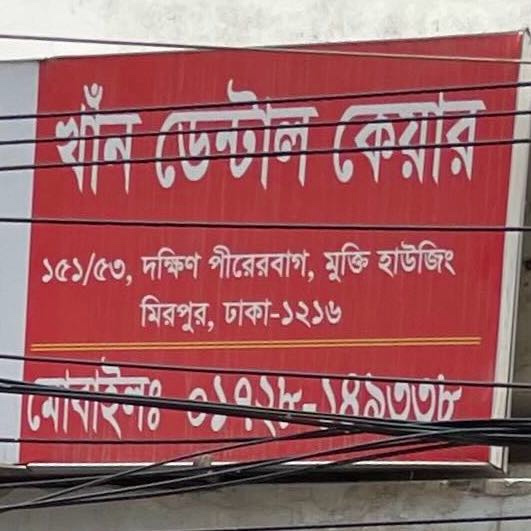 খাঁন ডেন্টাল কেয়ার
১৫১/৫৩, দক্ষিণ পীরেরবাগ, মুক্তি হাউজিং
মিরপুর, ঢাকা-১২১৬
মোবাইলঃ ০১৭২৮-১৪৯৩৩৮